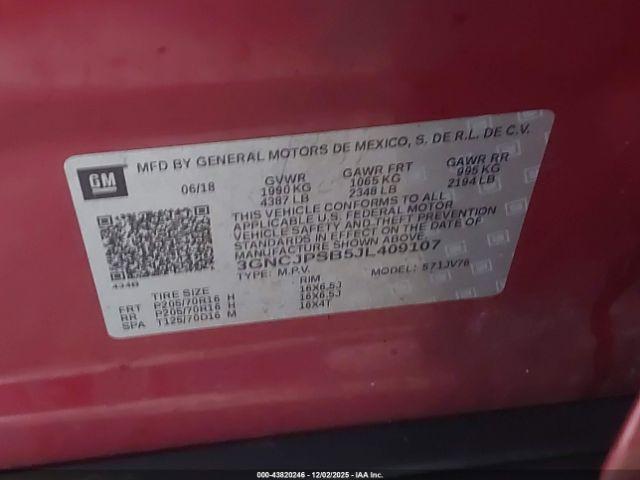 MFD BY GENERAL MOTORS DE MEXICO, S. DE R.L. DE C.V.
GM
06/18 GVWR GAWR FRT GAWR RR
1990 KG 1065 KG 995 KG
4387 LB 2348 LB 2194 LB
THIS VEHICLE CONFORMS TO ALL
APPLICABLE U.S. FEDERAL MOTOR
VEHICLE SAFETY AND THEFT PREVENTION
STANDARDS IN EFFECT ON THE DATE OF
MANUFACTURE SHOWN ABOVE.
3GNCJPSB5JL409107
TYPE: M.P.V. MODEL: 571JV76
TIRE SIZE RIM
FRT P205/70R16 H 16X6.5J
RR P205/70R16 H 16X6.5J
SPA T125/70D16 M 16X4T
000-43820246 - 12/02/2025 - IAA Inc.